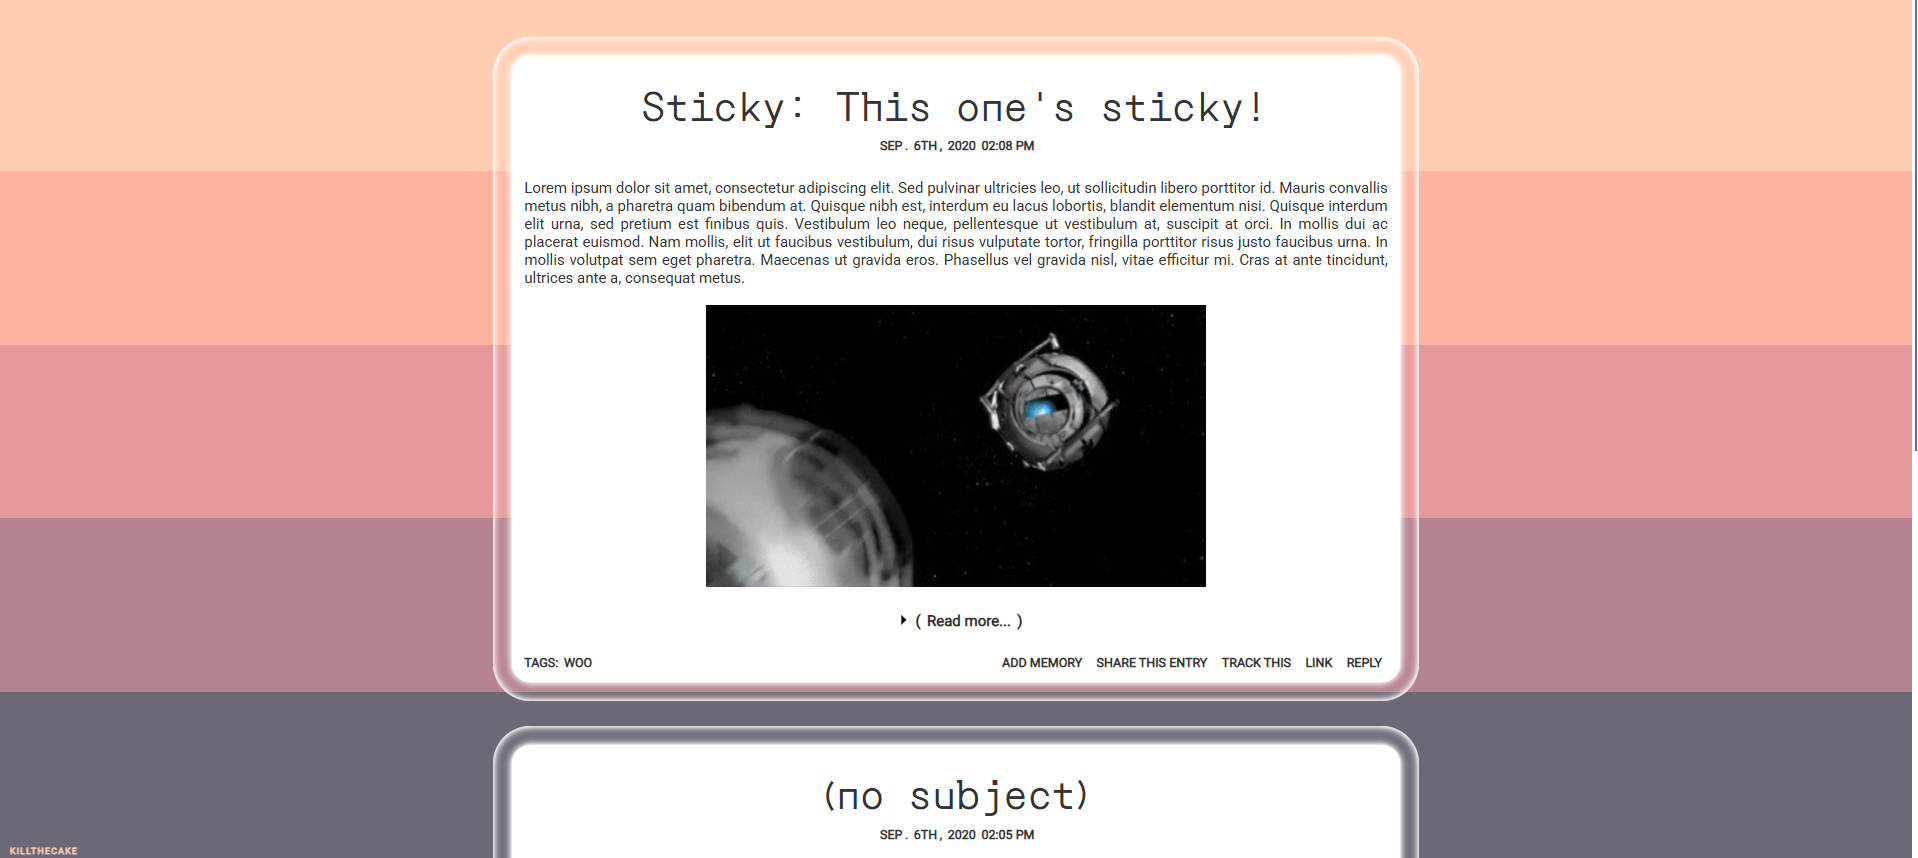 Sticky: This one's sticky!
SEP. 6TH, 2020 02:08 PM
Lorem ipsum dolor sit amet, consectetur adipiscing elit. Sed pulvinar ultricies leo, ut sollicitudin libero porttitor id. Mauris convallis
metus nibh, a pharetra quam bibendum at. Quisque nibh est, interdum eu lacus lobortis, blandit elementum nisi. Quisque interdum
elit urna, sed pretium est finibus quis. Vestibulum leo neque, pellentesque ut vestibulum at, suscipit at orci. In mollis dui ac
placerat euismod. Nam mollis, elit ut faucibus vestibulum, dui risus vulputate tortor, fringilla porttitor risus justo faucibus urna. In
mollis volutpat sem eget pharetra. Maecenas ut gravida eros. Phasellus vel gravida nisl, vitae efficitur mi. Cras at ante tincidunt,
ultrices ante a, consequat metus.
( Read more... )
TAGS: WOO ADD MEMORY SHARE THIS ENTRY TRACK THIS LINK REPLY
(no subject)
SEP. 6TH, 2020 02:05 PM
KILLTHECAKE